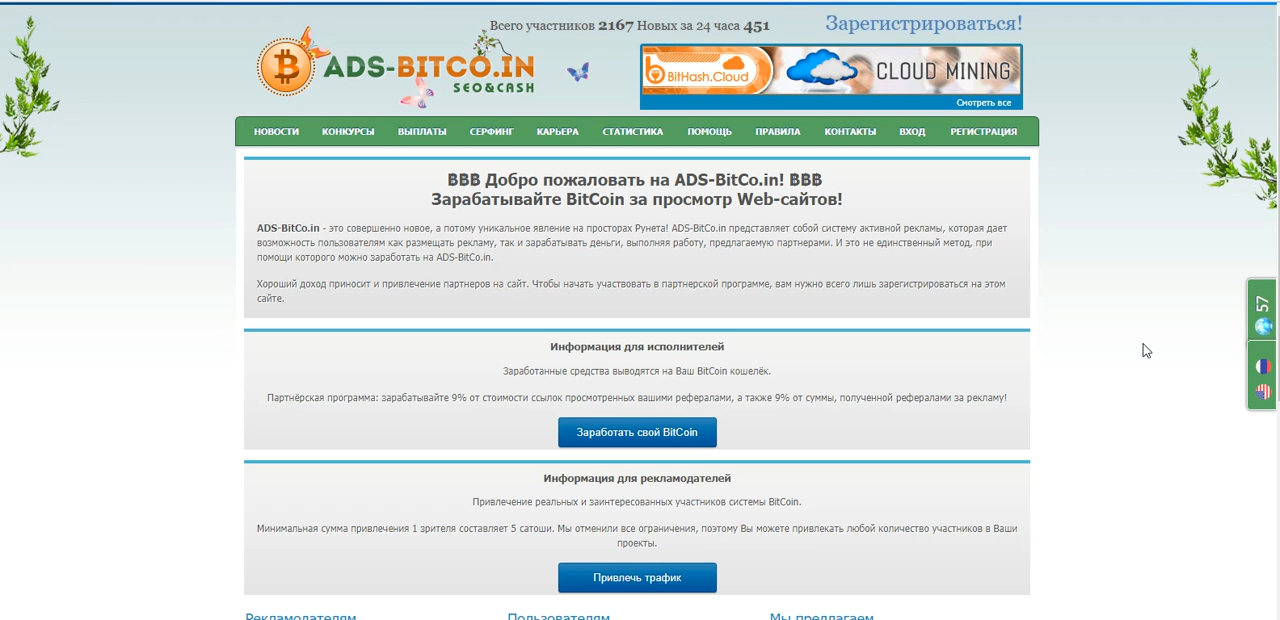 Всего участников 2167 Новых за 24 часа 451
Зарегистрироваться!
ADS-BITCO.IN
SEO&CASH
BitHash.Cloud
CLOUD MINING
Смотреть все
НОВОСТИ КОНКУРСЫ ВЫПЛАТЫ СЕРФИНГ КАРЬЕРА СТАТИСТИКА ПОМОЩЬ ПРАВИЛА КОНТАКТЫ ВХОД РЕГИСТРАЦИЯ
฿฿฿ Добро пожаловать на ADS-BitCo.in! ฿฿฿
Зарабатывайте BitCoin за просмотр Web-сайтов!
ADS-BitCo.in - это совершенно новое, а потому уникальное явление на просторах Рунета! ADS-BitCo.in представляет собой систему активной рекламы, которая дает
возможность пользователям как размещать рекламу, так и зарабатывать деньги, выполняя работу, предлагаемую партнерами. И это не единственный метод, при
помощи которого можно заработать на ADS-BitCo.in.
Хороший доход приносит и привлечение партнеров на сайт. Чтобы начать участвовать в партнерской программе, вам нужно всего лишь зарегистрироваться на этом
сайте.
57
Информация для исполнителей
Заработанные средства выводятся на Ваш BitCoin кошелёк.
Партнёрская программа: зарабатывайте 9% от стоимости ссылок просмотренных вашими рефералами, а также 9% от суммы, полученной рефералами за рекламу!
Заработать свой BitCoin
Информация для рекламодателей
Привлечение реальных и заинтересованных участников системы BitCoin.
Минимальная сумма привлечения 1 зрителя составляет 5 сатоши. Мы отменили все ограничения, поэтому Вы можете привлекать любой количество участников в Ваши
проекты.
Привлечь трафик
Рекламодателям Пользователям Мы предлагаем